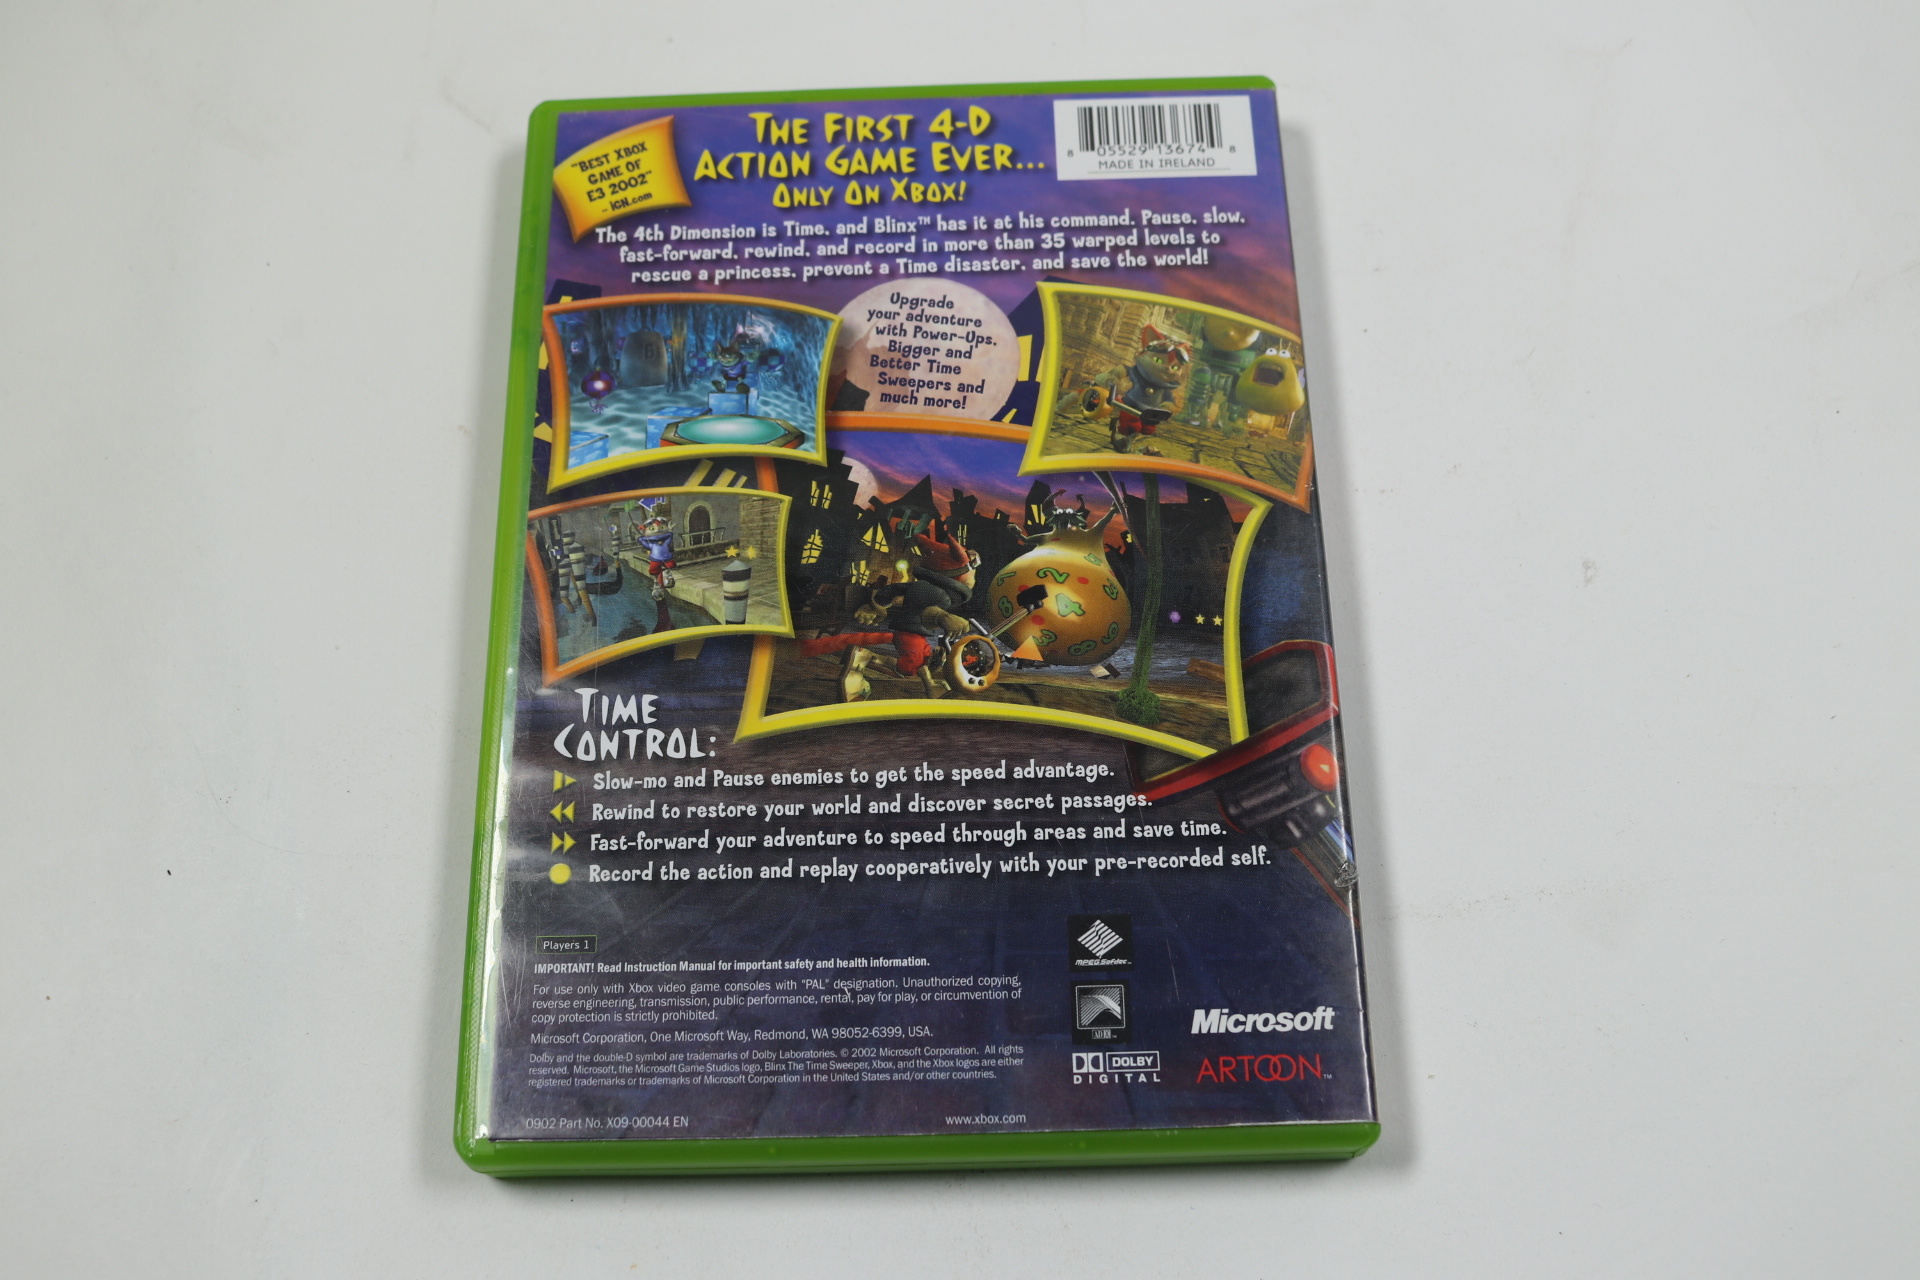 "BEST XBOX
GAME OF
E3 2002"
- IGN.com
THE FIRST 4-D
ACTION GAME EVER...
ONLY ON XBOX!
8 05529 13674 8
MADE IN IRELAND
The 4th Dimension is Time, and Blinx™ has it at his command. Pause, slow,
fast-forward, rewind, and record in more than 35 warped levels to
rescue a princess, prevent a Time disaster, and save the world!
Upgrade
your adventure
with Power-Ups,
Bigger and
Better Time
Sweepers and
much more!
TIME
CONTROL:
Slow-mo and Pause enemies to get the speed advantage.
Rewind to restore your world and discover secret passages.
Fast-forward your adventure to speed through areas and save time.
Record the action and replay cooperatively with your pre-recorded self.
Players 1
IMPORTANT! Read Instruction Manual for important safety and health information.
For use only with Xbox video game consoles with "PAL" designation. Unauthorized copying,
reverse engineering, transmission, public performance, rental, pay for play, or circumvention of
copy protection is strictly prohibited.
Microsoft Corporation, One Microsoft Way, Redmond, WA 98052-6399, USA.
Dolby and the double-D symbol are trademarks of Dolby Laboratories. © 2002 Microsoft Corporation. All rights
reserved. Microsoft, the Microsoft Game Studios logo, Blinx The Time Sweeper, Xbox, and the Xbox logos are either
registered trademarks or trademarks of Microsoft Corporation in the United States and/or other countries.
0902 Part No. X09-00044 EN
www.xbox.com
MPEG Sofdec™
ADX™
DOLBY
DIGITAL
Microsoft
ARTOON™